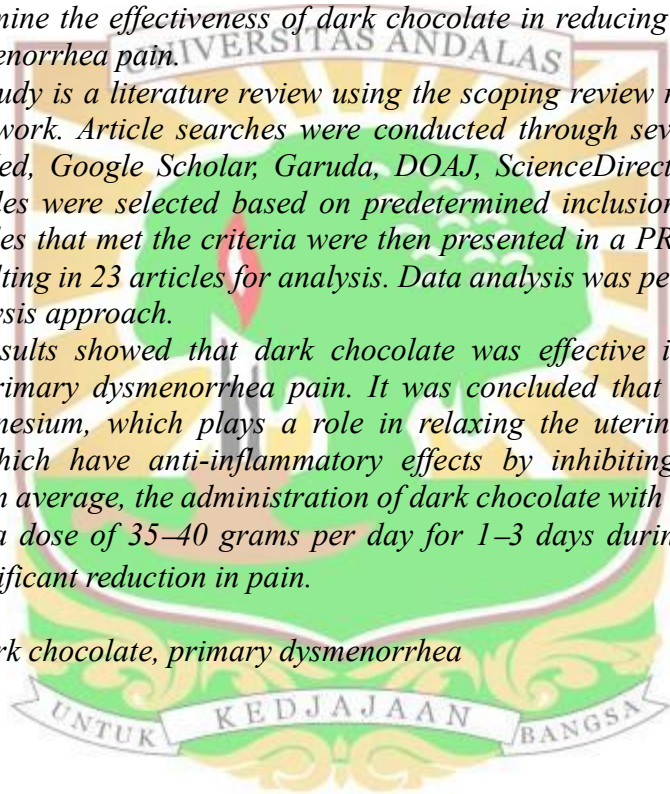 nine the effectiveness of dark chocolate in reducing
enorrhea pain.
UNIVERSITAS ANDALAS
udy is a literature review using the scoping review
work. Article searches were conducted through sev
ed, Google Scholar, Garuda, DOAJ, ScienceDirect
les were selected based on predetermined inclusion
les that met the criteria were then presented in a PR
lting in 23 articles for analysis. Data analysis was pe
ysis approach.
esults showed that dark chocolate was effective i
rimary dysmenorrhea pain. It was concluded that
nesium, which plays a role in relaxing the uterin
hich have anti-inflammatory effects by inhibiting
n average, the administration of dark chocolate with
a dose of 35–40 grams per day for 1–3 days durin
ificant reduction in pain.
rk chocolate, primary dysmenorrhea
UNTUK KEDJAJAAN BANGSA